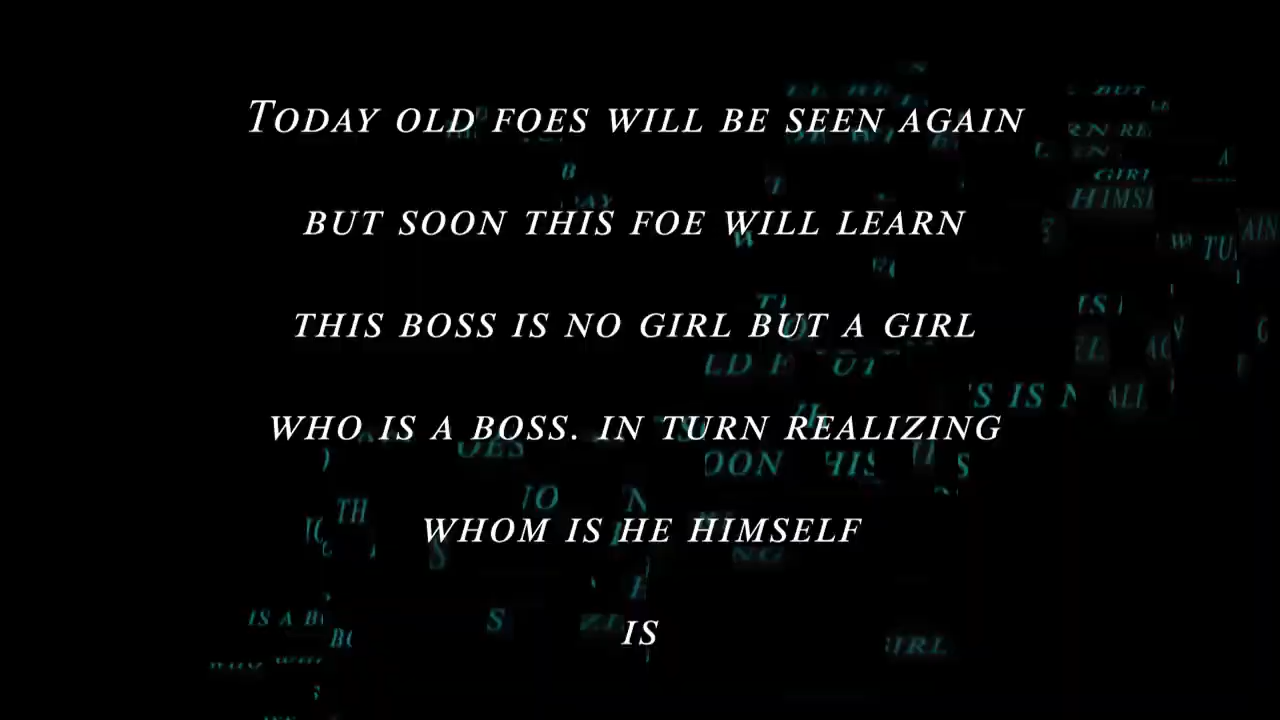 Today old foes will be seen again
but soon this foe will learn
this boss is no girl but a girl
who is a boss. in turn realizing
whom is he himself
is